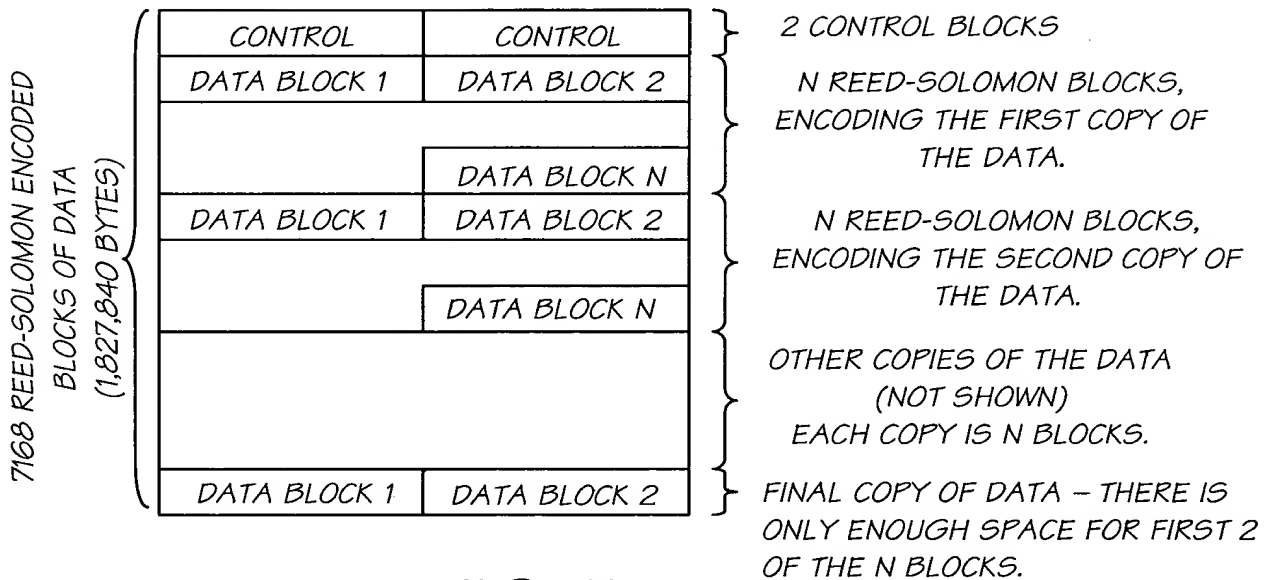 7168 REED-SOLOMON ENCODED
BLOCKS OF DATA
(1,827,840 BYTES)
CONTROL CONTROL
2 CONTROL BLOCKS
DATA BLOCK 1 DATA BLOCK 2
DATA BLOCK N
N REED-SOLOMON BLOCKS,
ENCODING THE FIRST COPY OF
THE DATA.
DATA BLOCK 1 DATA BLOCK 2
DATA BLOCK N
N REED-SOLOMON BLOCKS,
ENCODING THE SECOND COPY OF
THE DATA.
OTHER COPIES OF THE DATA
(NOT SHOWN)
EACH COPY IS N BLOCKS.
DATA BLOCK 1 DATA BLOCK 2
FINAL COPY OF DATA – THERE IS
ONLY ENOUGH SPACE FOR FIRST 2
OF THE N BLOCKS.